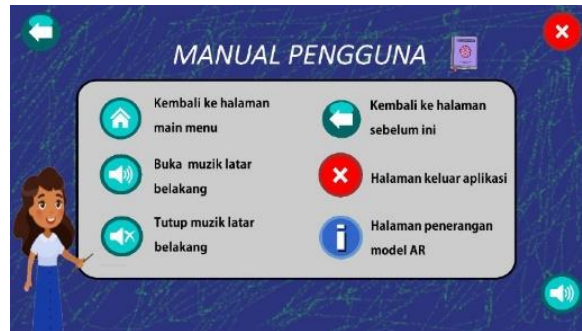 MANUAL PENGGUNA
Kembali ke halaman
main menu
Buka muzik latar
belakang
Tutup muzik latar
belakang
Kembali ke halaman
sebelum ini
Halaman keluar aplikasi
Halaman penerangan
model AR